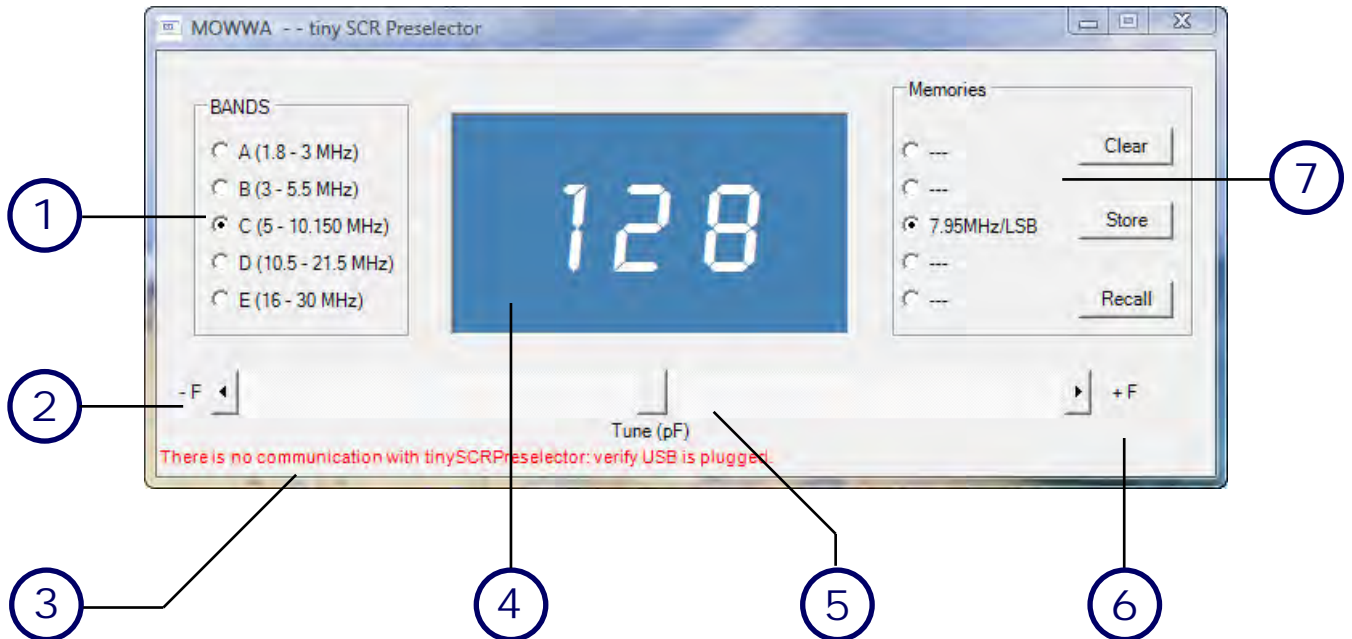 MOWWA - - tiny SCR Preselector
BANDS
A (1.8 - 3 MHz)
B (3 - 5.5 MHz)
C (5 - 10.150 MHz)
D (10.5 - 21.5 MHz)
E (16 - 30 MHz)
128
Memories
---
---
7.95MHz/LSB
---
---
Clear
Store
Recall
- F
+ F
Tune (pF)
There is no communication with tinySCRPreselector: verify USB is plugged.
1
2
3
4
5
6
7